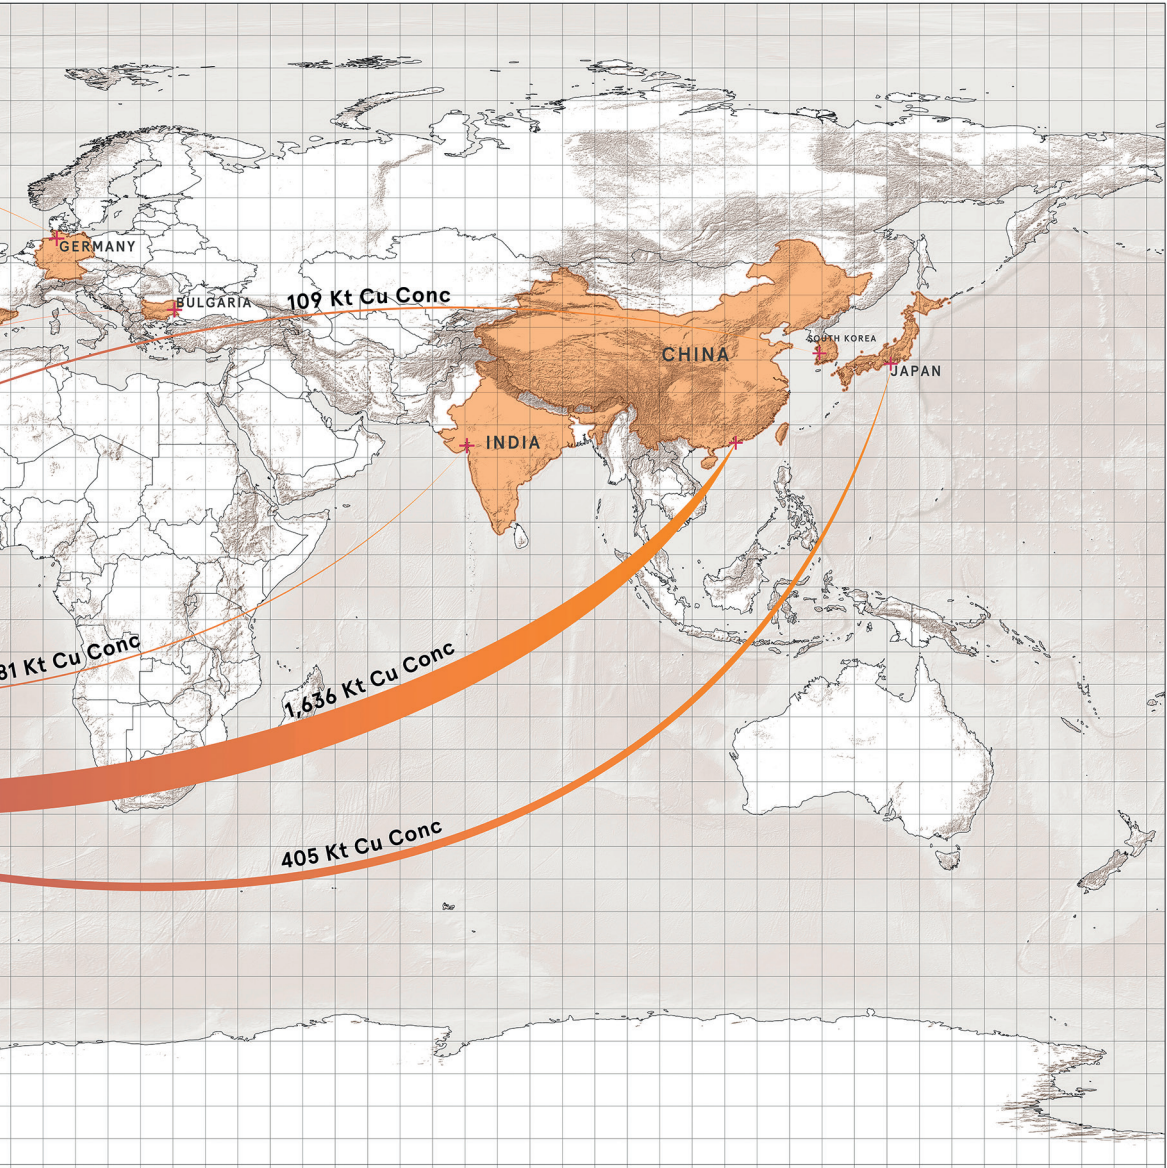 GERMANY
BULGARIA
109 Kt Cu Conc
SOUTH KOREA
CHINA
JAPAN
INDIA
81 Kt Cu Conc
1,636 Kt Cu Conc
405 Kt Cu Conc